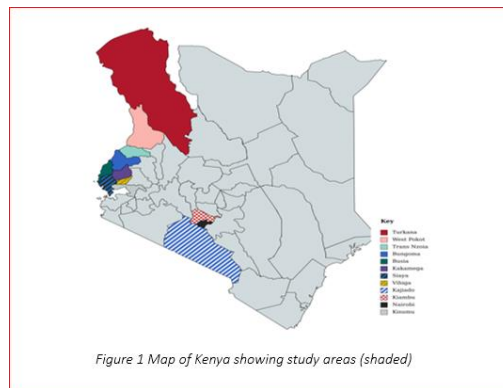 Key
Turkana
West Pokot
Trans Nzoia
Bungoma
Busia
Kakamega
Siaya
Vihiga
Kajiado
Kiambu
Nairobi
Kisumu
Figure 1 Map of Kenya showing study areas (shaded)